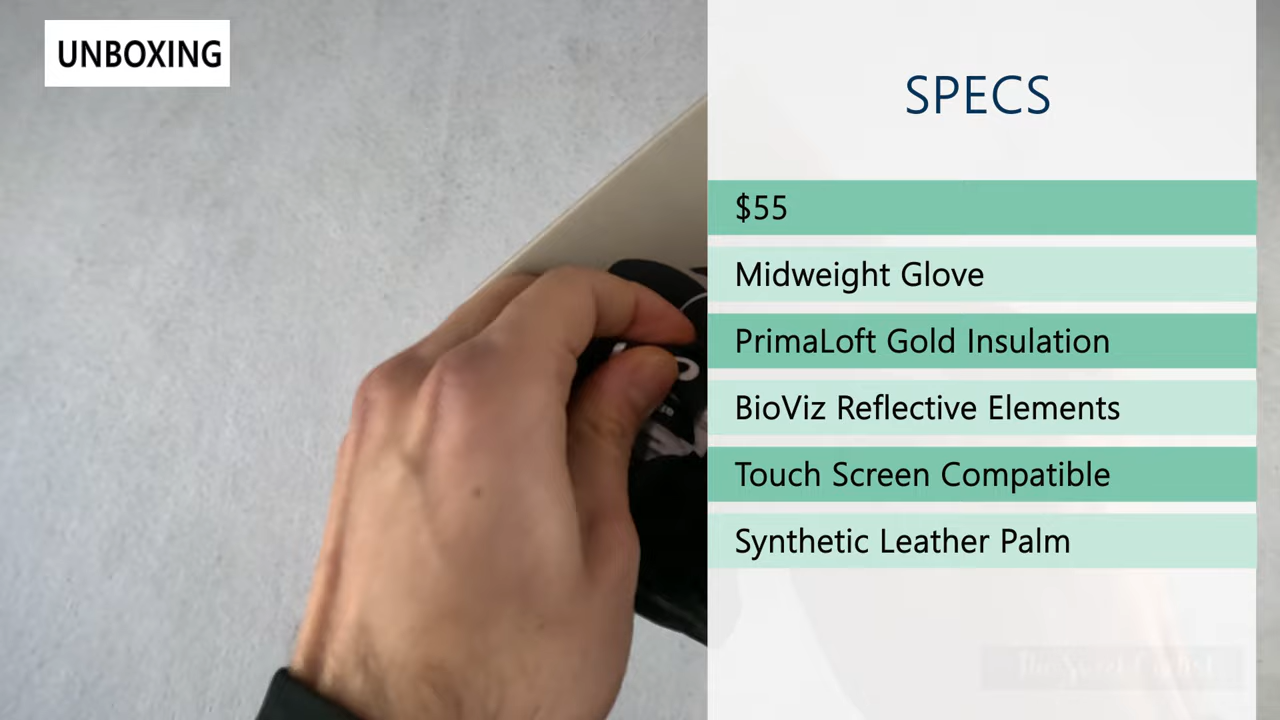 UNBOXING
SPECS
$55
Midweight Glove
PrimaLoft Gold Insulation
BioViz Reflective Elements
Touch Screen Compatible
Synthetic Leather Palm